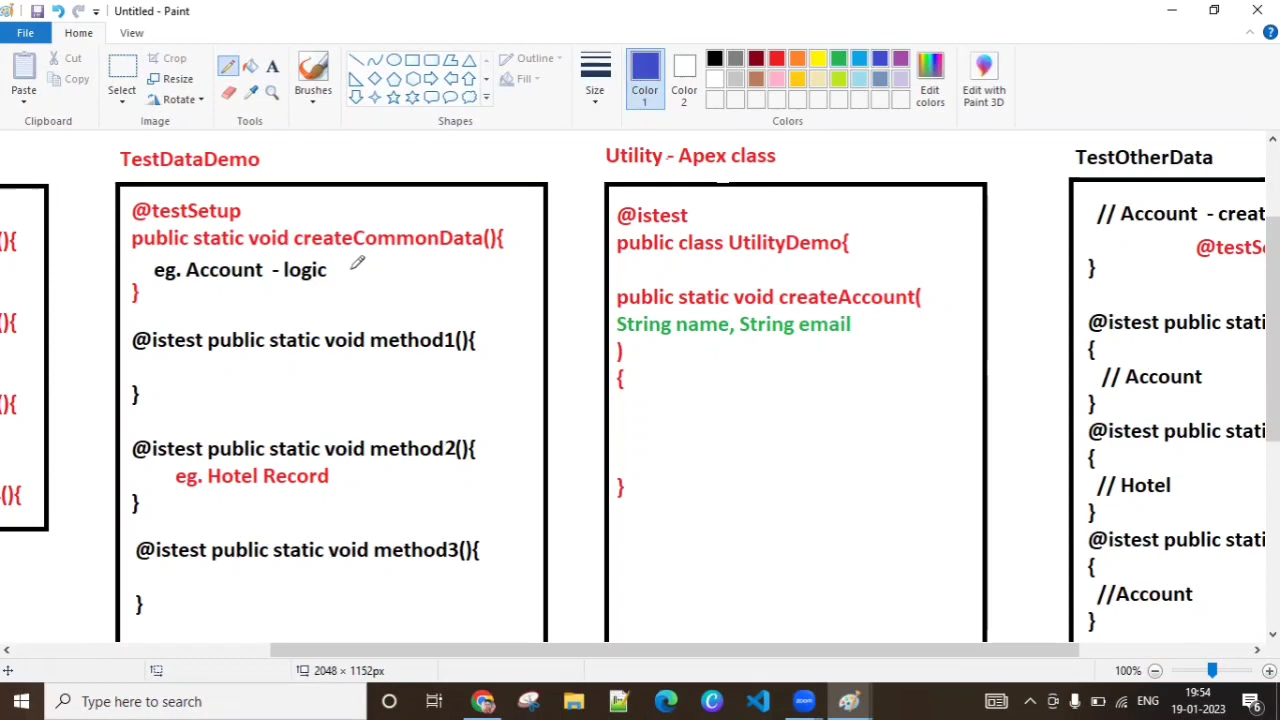 Untitled - Paint
File
Home
View
Paste
Cut
Copy
Clipboard
Select
Crop
Resize
Rotate
Image
A
Tools
Brushes
Outline
Fill
Shapes
Size
Color 1
Color 2
Edit colors
Colors
Edit with Paint 3D
(){
(){
(){
(){
TestDataDemo
@testSetup
public static void createCommonData(){
eg. Account - logic
}
@istest public static void method1(){
}
@istest public static void method2(){
eg. Hotel Record
}
@istest public static void method3(){
}
Utility - Apex class
@istest
public class UtilityDemo{
public static void createAccount(
String name, String email
)
{
}
TestOtherData
// Account - creat
@testSe
}
@istest public stati
{
// Account
}
@istest public stati
{
// Hotel
}
@istest public stati
{
//Account
}
2048 × 1152px
100%
Type here to search
zoom
ENG
19:54
19-01-2023
6